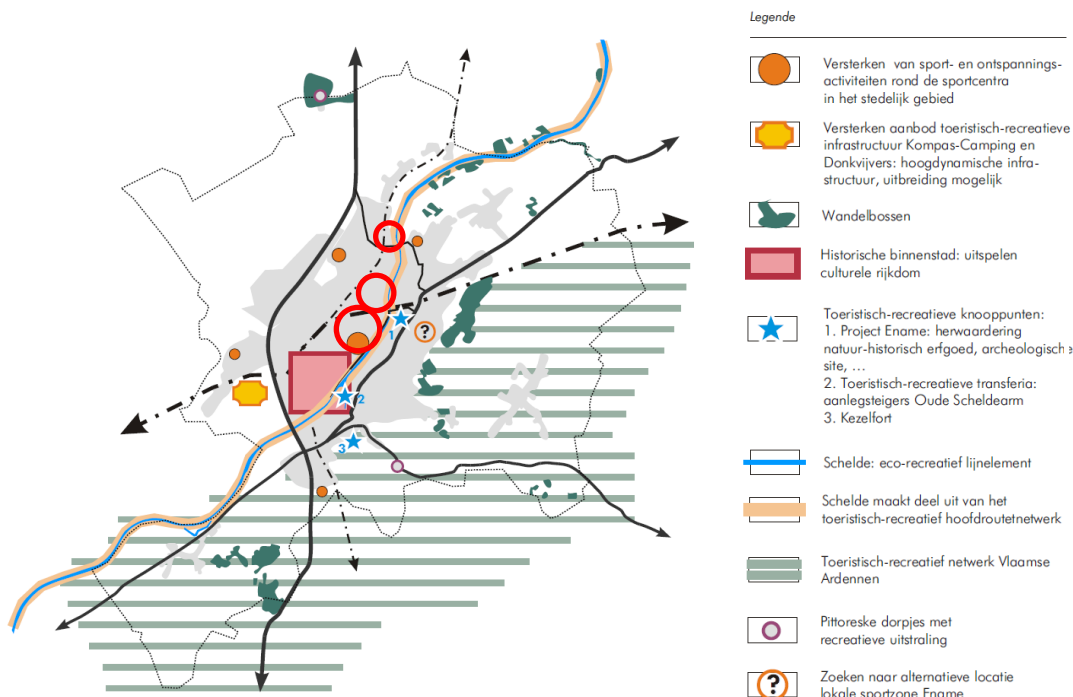 Legende
Versterken van sport- en ontspannings-
activiteiten rond de sportcentra
in het stedelijk gebied
Versterken aanbod toeristisch-recreatieve
infrastructuur Kompas-Camping en
Donkvijvers: hoogdynamische infra-
structuur, uitbreiding mogelijk
Wandelbossen
Historische binnenstad: uitspelen
culturele rijkdom
Toeristisch-recreatieve knooppunten:
1. Project Ename: herwaardering
natuur-historisch erfgoed, archeologische
site, ...
2. Toeristisch-recreatieve transferia:
aanlegsteigers Oude Scheldearm
3. Kezelfort
Schelde: eco-recreatief lijnelement
Schelde maakt deel uit van het
toeristisch-recreatief hoofdroutetnetwerk
Toeristisch-recreatief netwerk Vlaamse
Ardennen
Pittoreske dorpjes met
recreatieve uitstraling
?
Zoeken naar alternatieve locatie
lokale sportzone Ename
1
?
2
3